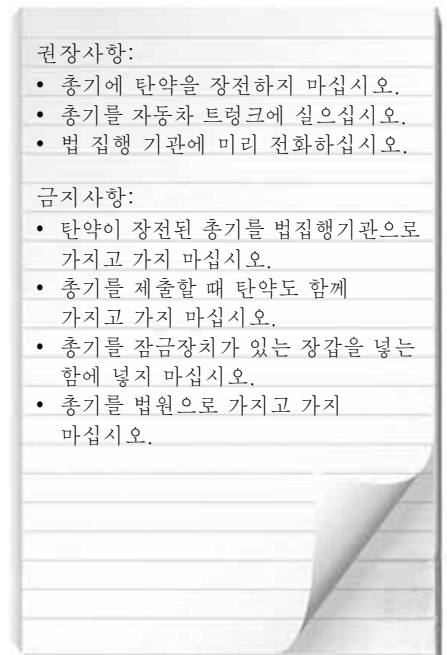 권장사항:
• 총기에 탄약을 장전하지 마십시오.
• 총기를 자동차 트렁크에 실으십시오.
• 법 집행 기관에 미리 전화하십시오.
금지사항:
• 탄약이 장전된 총기를 법집행기관으로
가지고 가지 마십시오.
• 총기를 제출할 때 탄약도 함께
가지고 가지 마십시오.
• 총기를 잠금장치가 있는 장갑을 넣는
함에 넣지 마십시오.
• 총기를 법원으로 가지고 가지
마십시오.